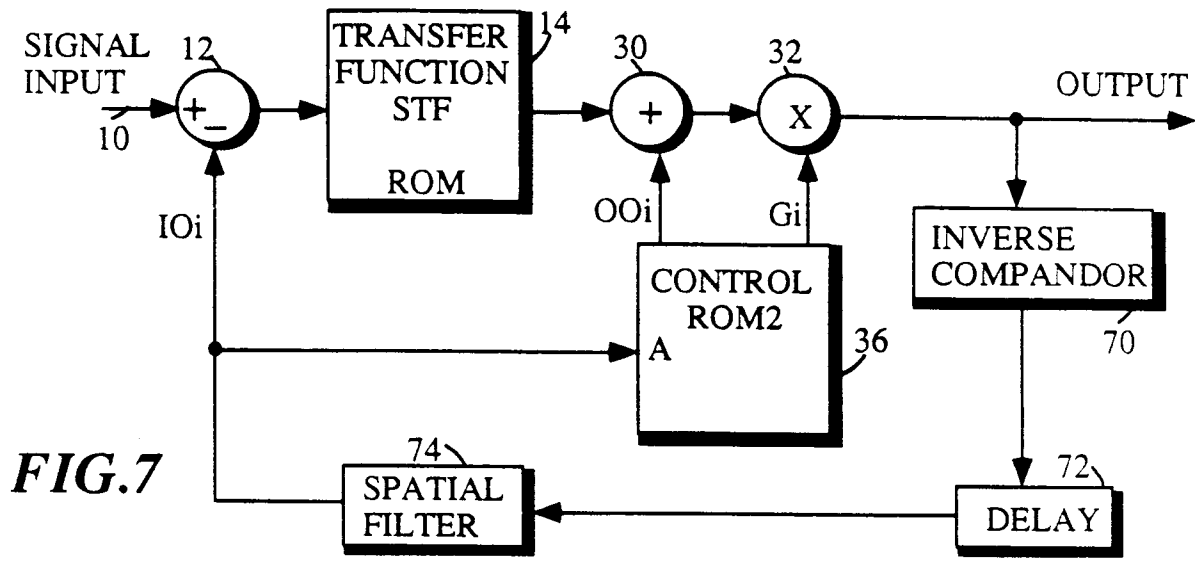 SIGNAL
INPUT
10
12
+
−
TRANSFER
FUNCTION
STF
ROM
14
30
+
32
X
OUTPUT
IOi
OOi
Gi
CONTROL
ROM2
A
36
INVERSE
COMPANDOR
70
FIG.7
74
SPATIAL
FILTER
72
DELAY